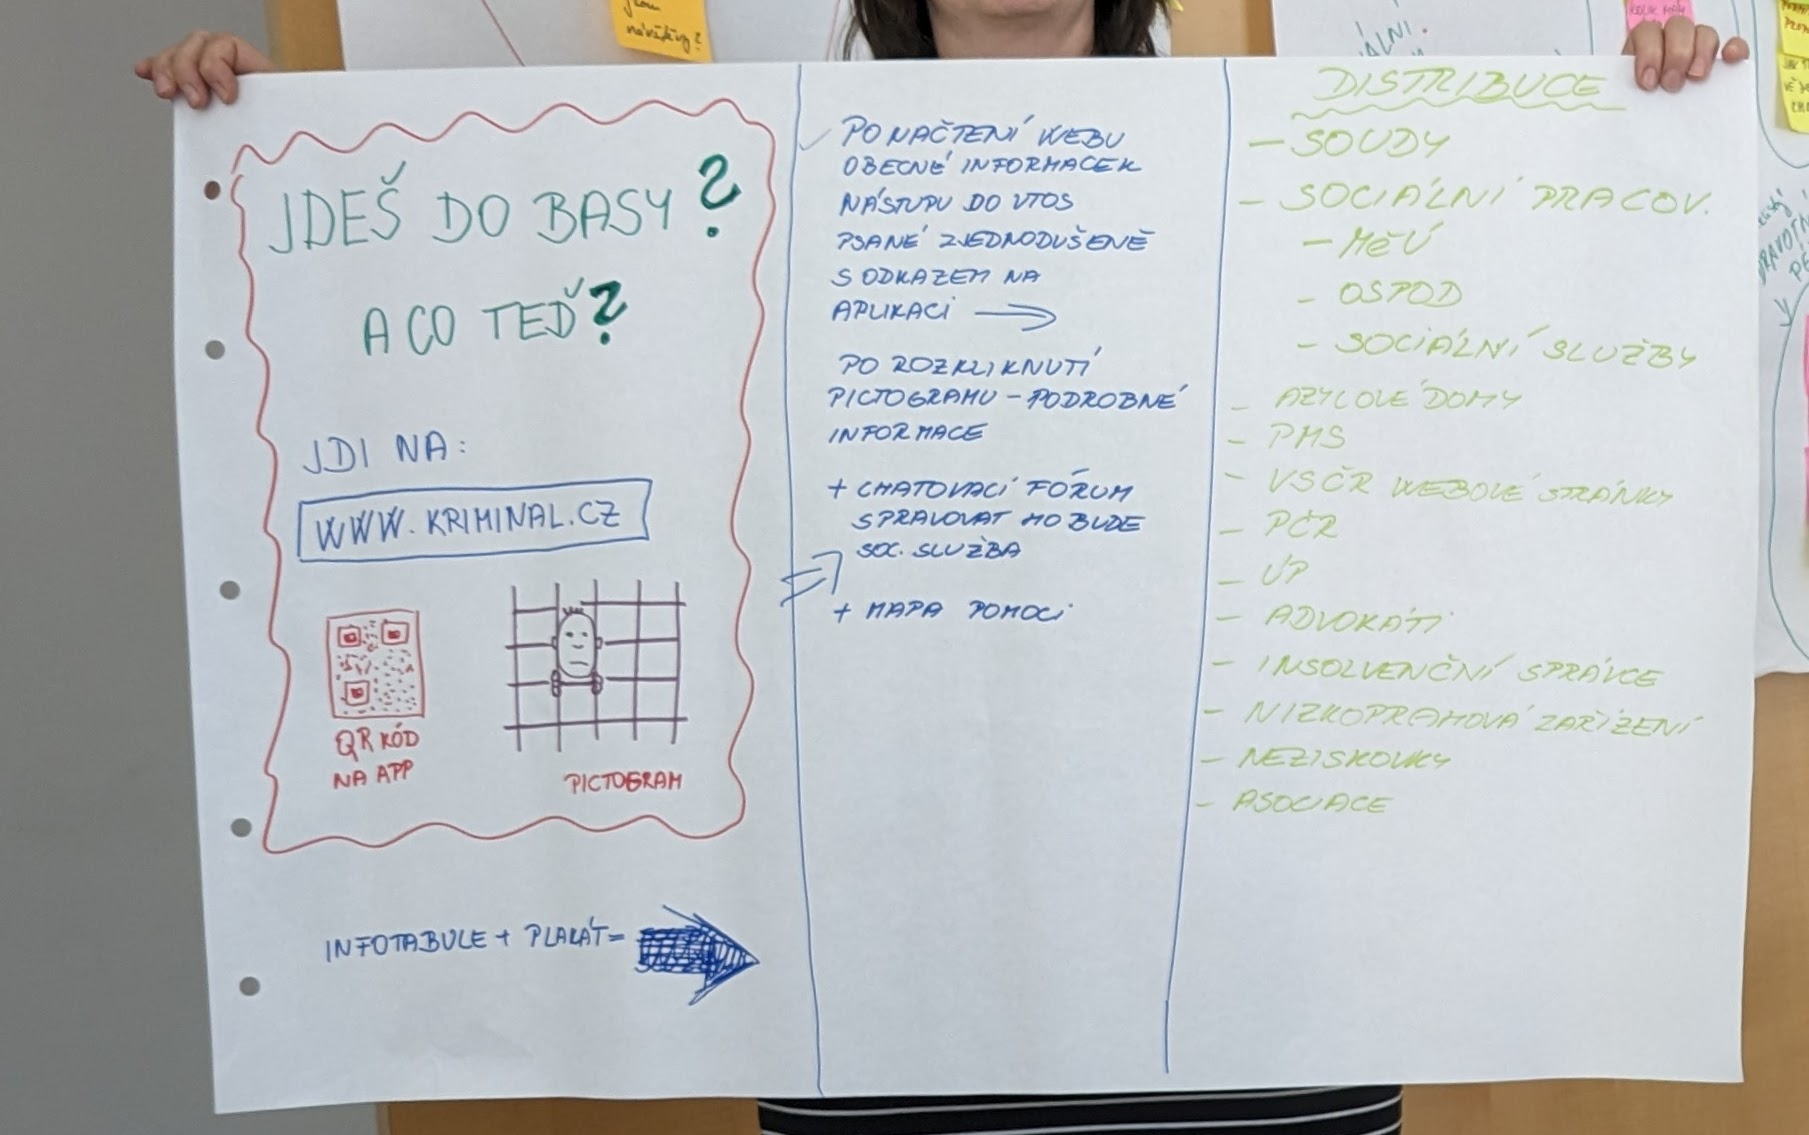 JDEŠ DO BASY?
A CO TEĎ?
JDI NA:
WWW.KRIMINAL.CZ
QR KÓD
NA APP
PICTOGRAM
INFOTABULE + PLAKÁT =
PO NAČTENÍ WEBU
OBECNÉ INFORMACE K
NÁSTUPU DO VTOS
PSANÉ ZJEDNODUŠENĚ
S ODKAZEM NA
APLIKACI →
PO ROZKLIKNUTÍ
PICTOGRAMU - PODROBNÉ
INFORMACE
+ CHATOVACÍ FÓRUM
SPRAVOVAT HO BUDE
SOC. SLUŽBA
+ MAPA POMOCI
DISTRIBUCE
- SOUDY
- SOCIÁLNÍ PRACOV.
- MěÚ
- OSPOD
- SOCIÁLNÍ SLUŽBY
- AZYLOVÉ DOMY
- PMS
- VSČR WEBOVÉ STRÁNKY
- PČR
- ÚP
- ADVOKÁTI
- INSOLVENČNÍ SPRÁVCE
- NÍZKOPRAHOVÁ ZAŘÍZENÍ
- NEZISKOVKY
- ASOCIACE